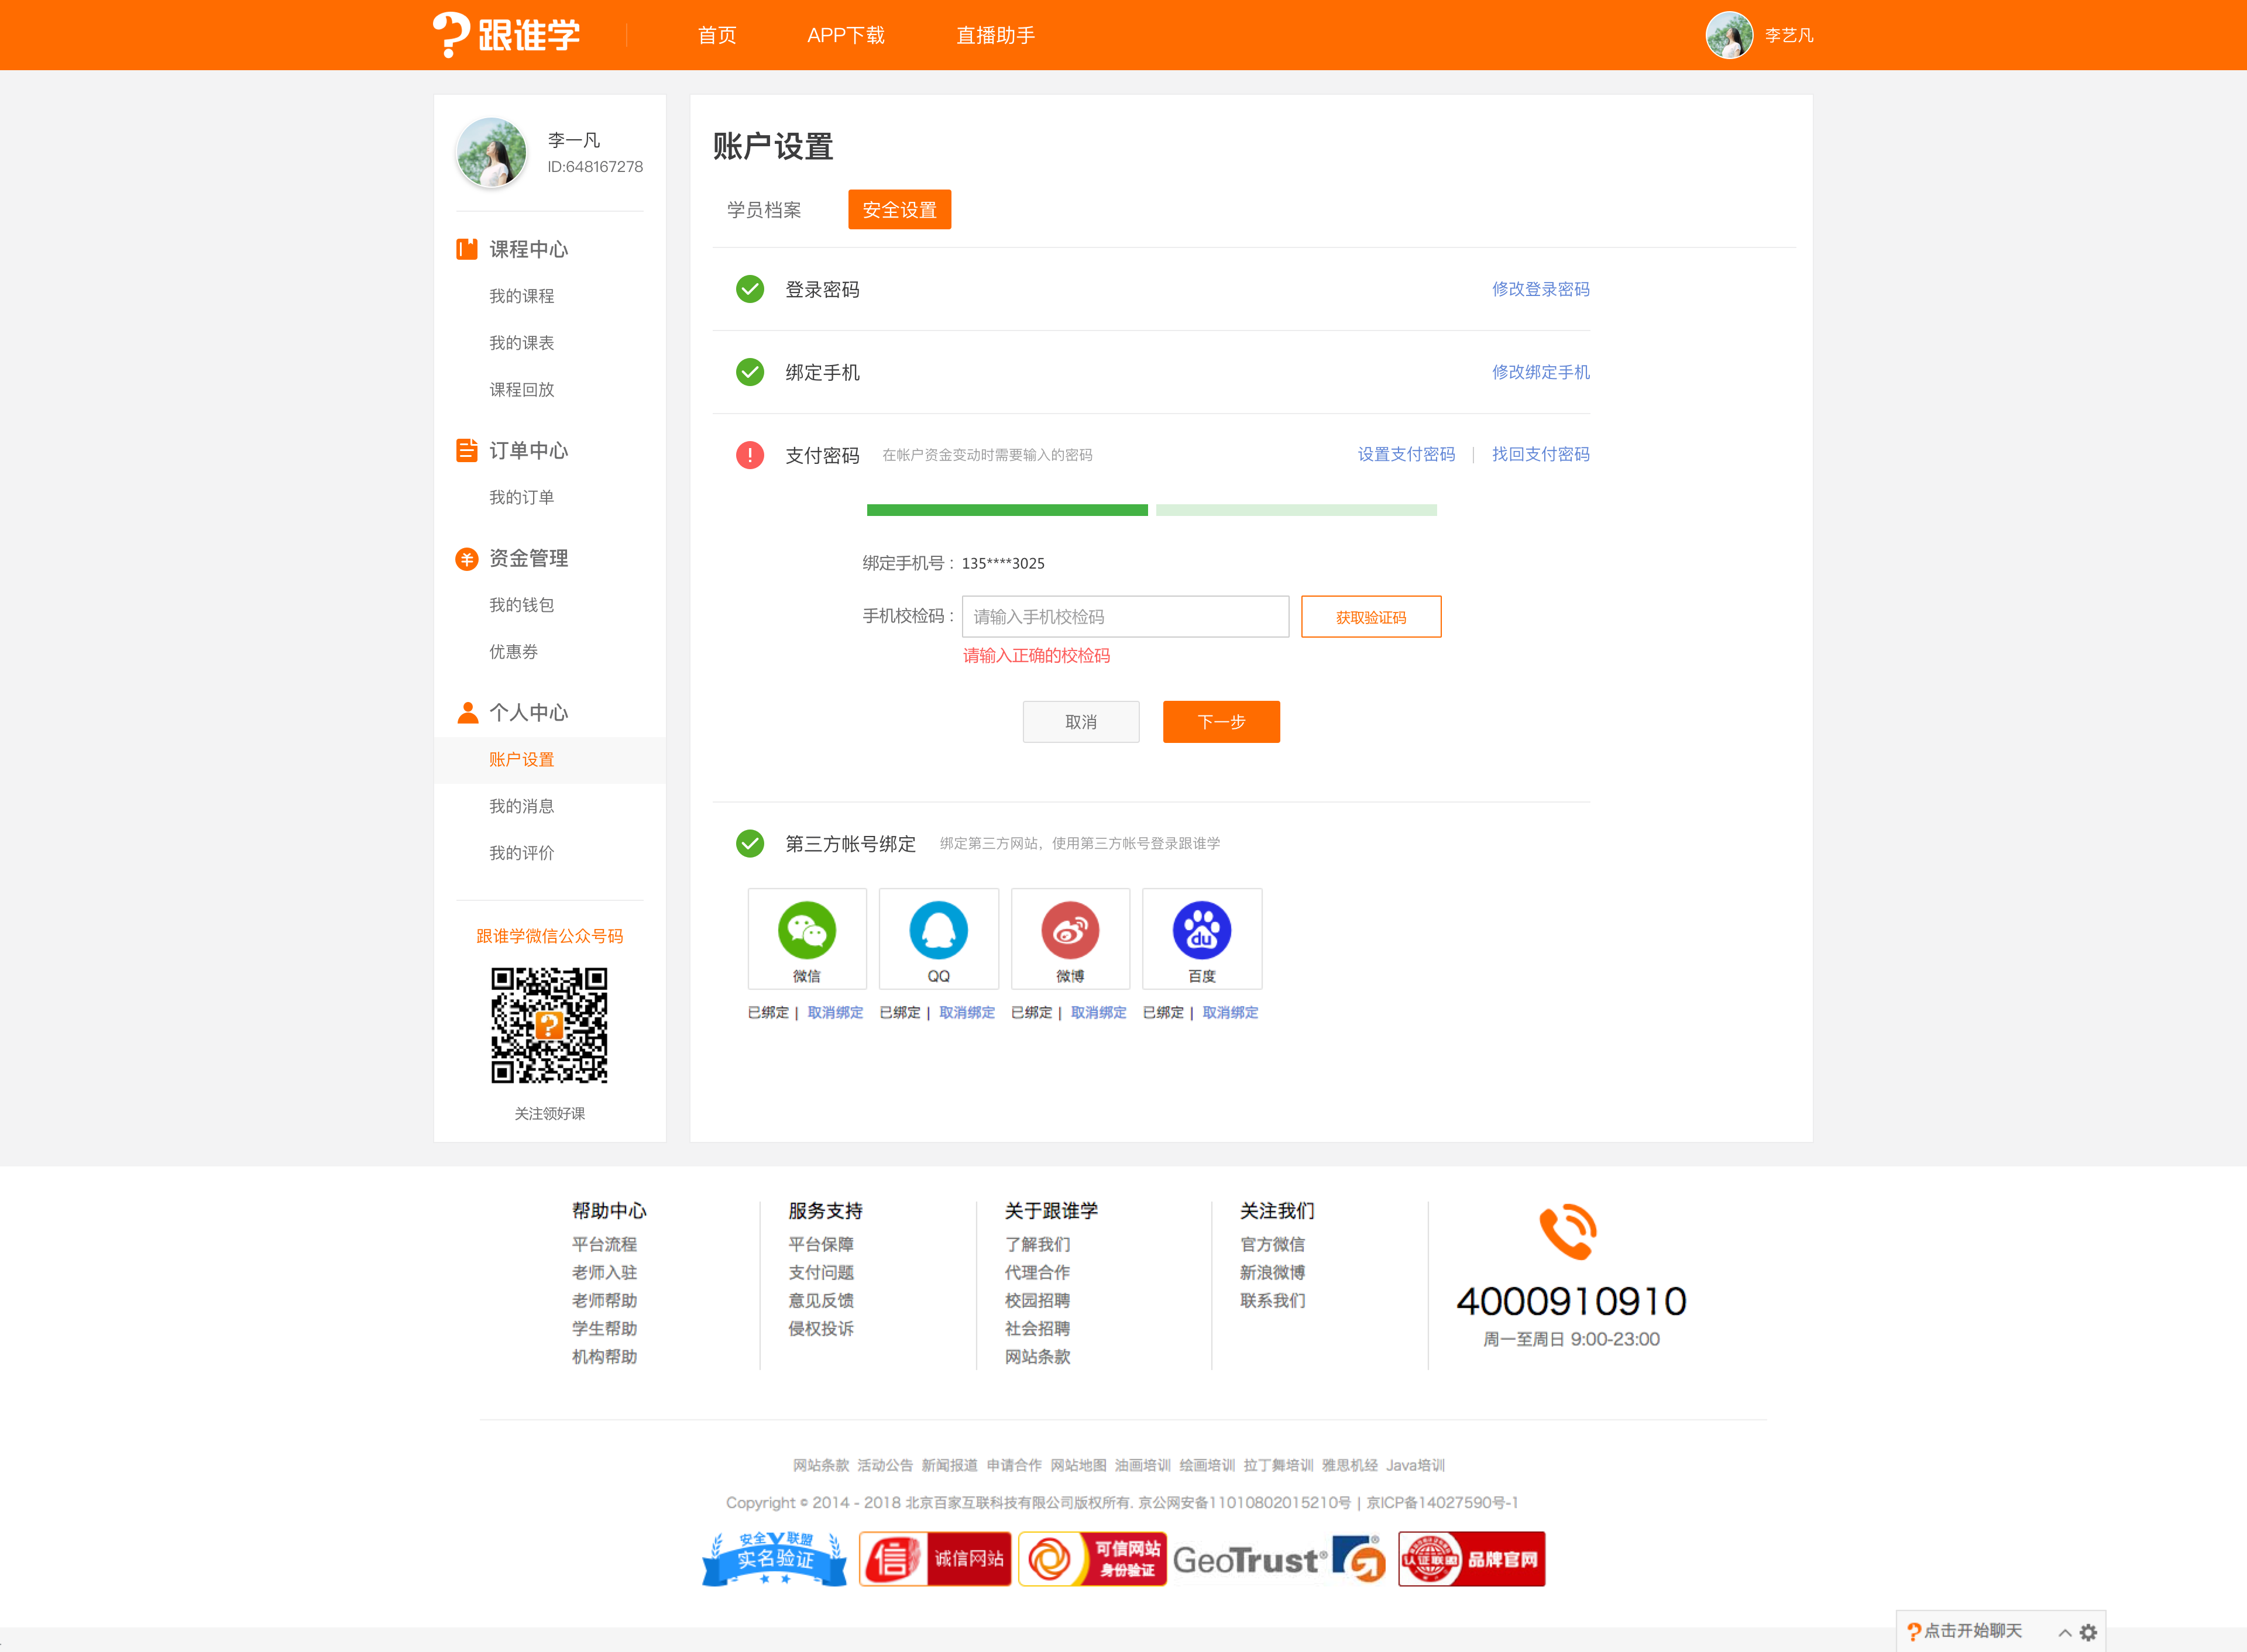 跟谁学
首页
APP下载
直播助手
李艺凡
李一凡
ID:648167278
课程中心
我的课程
我的课表
课程回放
订单中心
我的订单
资金管理
我的钱包
优惠券
个人中心
账户设置
我的消息
我的评价
跟谁学微信公众号码
关注领好课
账户设置
学员档案
安全设置
登录密码
修改登录密码
绑定手机
修改绑定手机
支付密码 在帐户资金变动时需要输入的密码
设置支付密码 | 找回支付密码
绑定手机号：135****3025
手机校检码：请输入手机校检码
获取验证码
请输入正确的校检码
取消
下一步
第三方帐号绑定 绑定第三方网站，使用第三方帐号登录跟谁学
微信
QQ
微博
du
百度
已绑定 | 取消绑定
已绑定 | 取消绑定
已绑定 | 取消绑定
已绑定 | 取消绑定
帮助中心
平台流程
老师入驻
老师帮助
学生帮助
机构帮助
服务支持
平台保障
支付问题
意见反馈
侵权投诉
关于跟谁学
了解我们
代理合作
校园招聘
社会招聘
网站条款
关注我们
官方微信
新浪微博
联系我们
4000910910
周一至周日 9:00-23:00
网站条款 活动公告 新闻报道 申请合作 网站地图 油画培训 绘画培训 拉丁舞培训 雅思机经 Java培训
Copyright © 2014 - 2018 北京百家互联科技有限公司版权所有. 京公网安备11010802015210号 | 京ICP备14027590号-1
安全联盟
实名验证
信
诚信网站
可信网站
身份验证
GeoTrust®
认证联盟
品牌官网
点击开始聊天